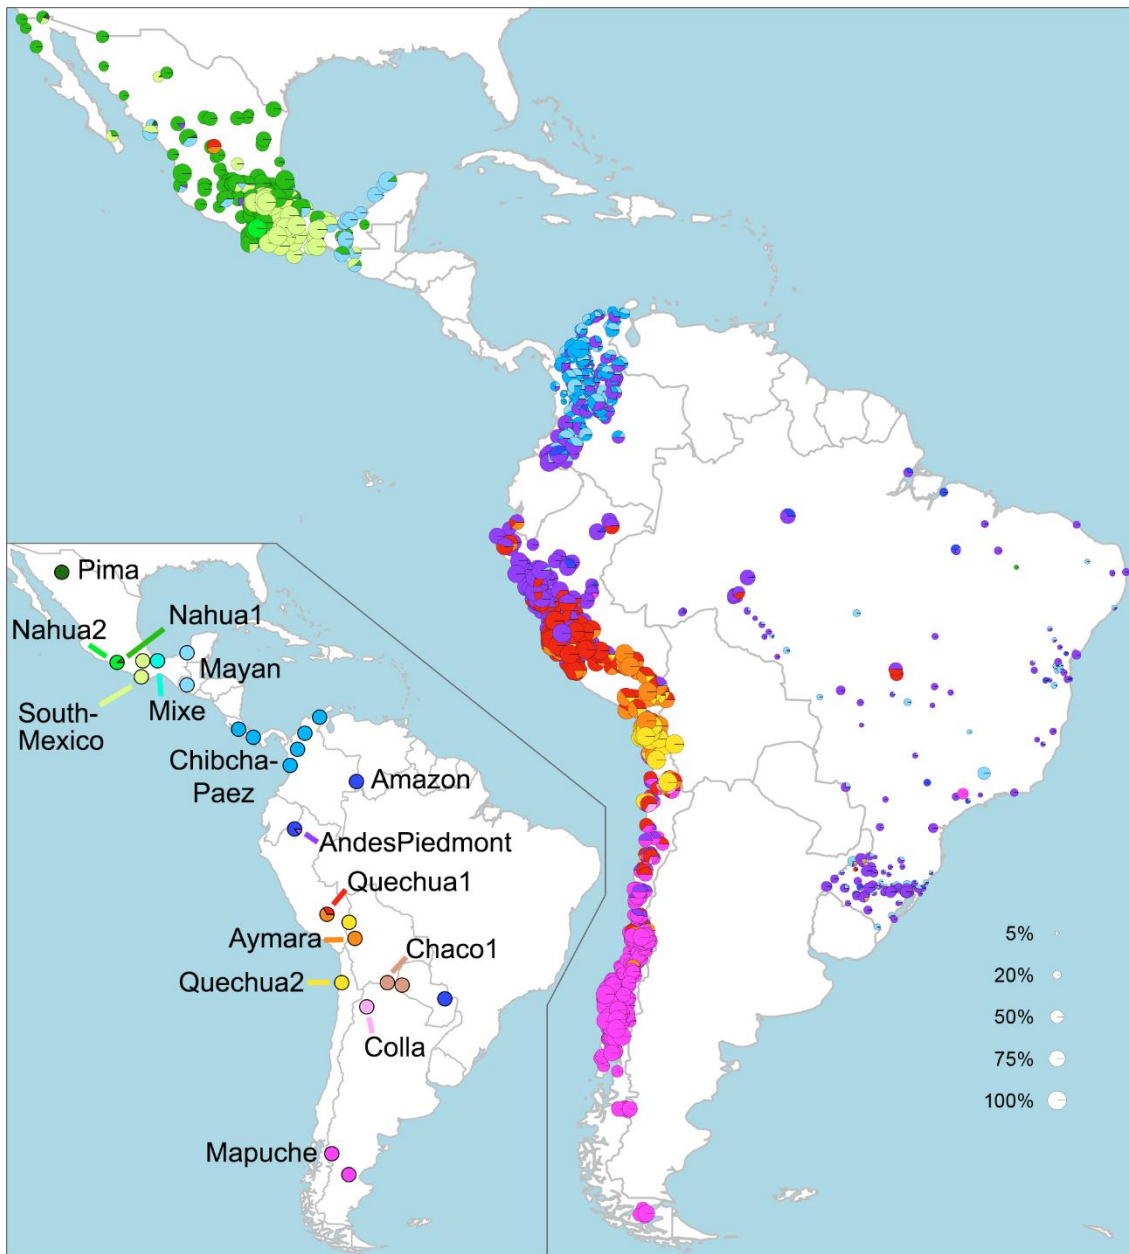 Pima
Nahua1
Nahua2
Mayan
South-
Mexico
Mixe
Chibcha-
Paez
Amazon
AndesPiedmont
Quechua1
Aymara
Chaco1
Quechua2
Colla
Mapuche
5%
20%
50%
75%
100%